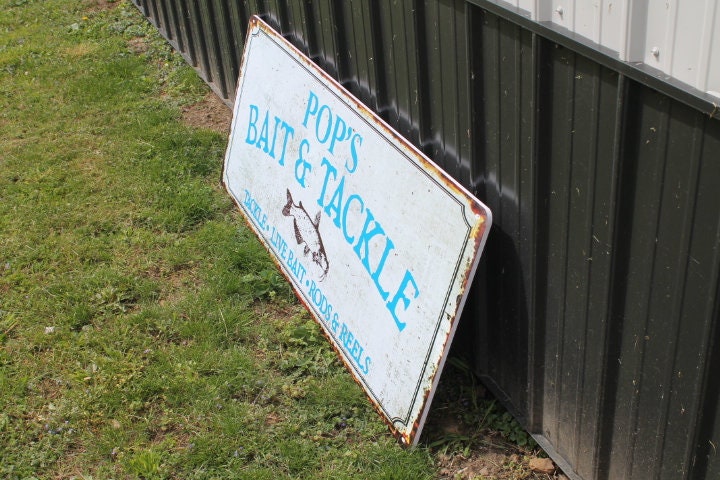 POP'S
BAIT & TACKLE
TACKLE • LIVE BAIT • RODS & REELS